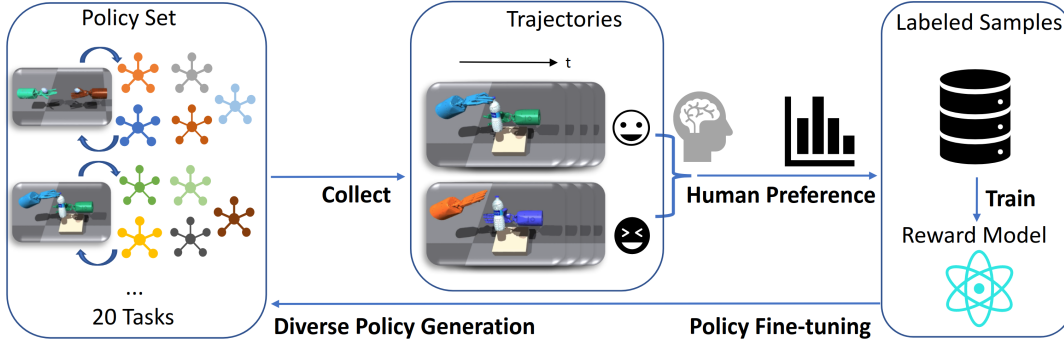 Policy Set
...
20 Tasks
Collect
Trajectories
t
Human Preference
Labeled Samples
Train
Reward Model
Diverse Policy Generation
Policy Fine-tuning